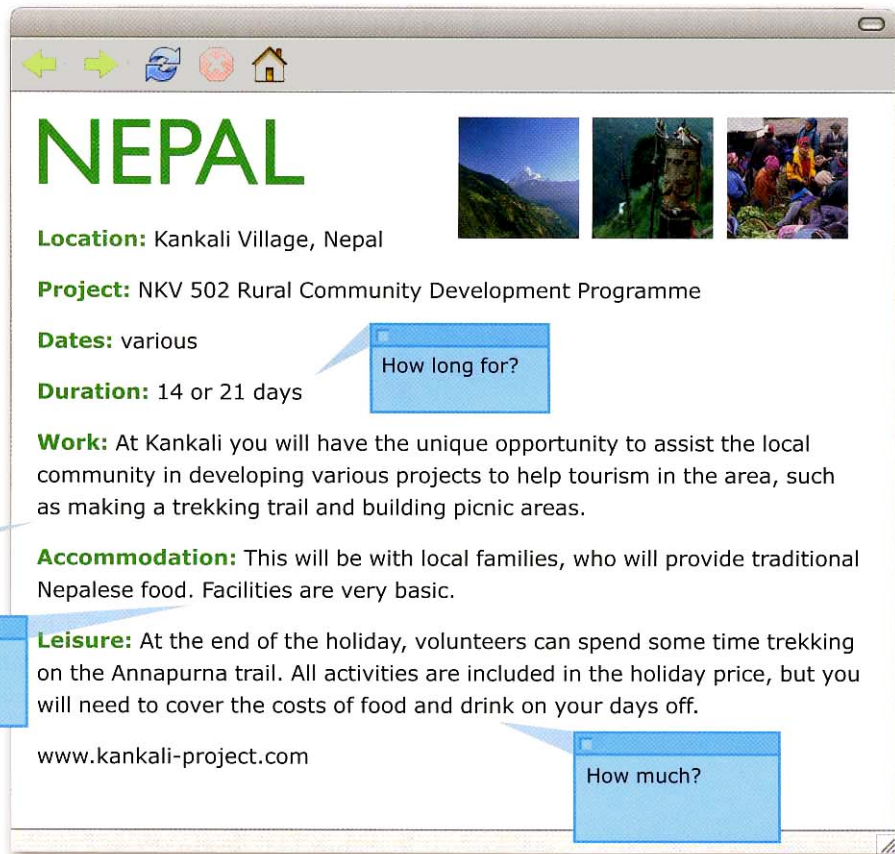 NEPAL
Location: Kankali Village, Nepal
Project: NKV 502 Rural Community Development Programme
Dates: various
How long for?
Duration: 14 or 21 days
Work: At Kankali you will have the unique opportunity to assist the local
community in developing various projects to help tourism in the area, such
as making a trekking trail and building picnic areas.
Accommodation: This will be with local families, who will provide traditional
Nepalese food. Facilities are very basic.
Leisure: At the end of the holiday, volunteers can spend some time trekking
on the Annapurna trail. All activities are included in the holiday price, but you
will need to cover the costs of food and drink on your days off.
www.kankali-project.com
How much?